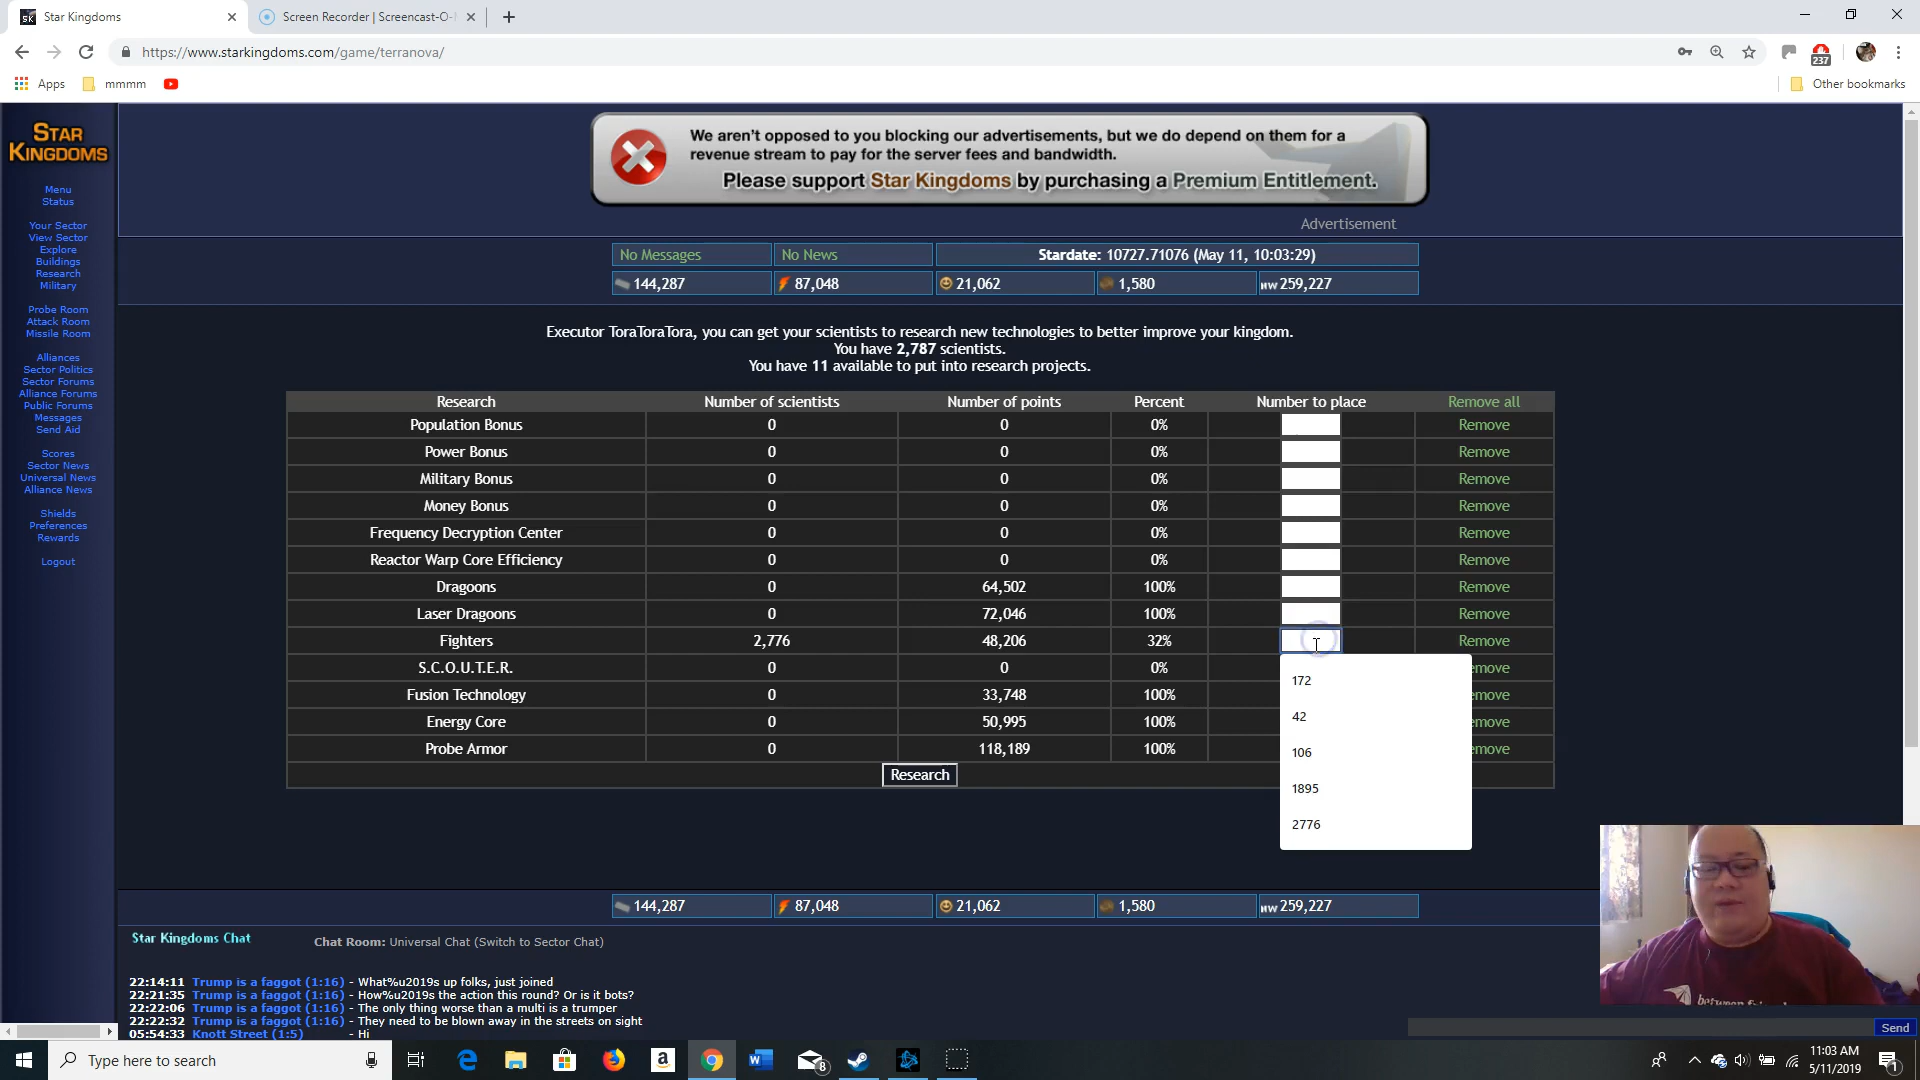 Star Kingdoms
Screen Recorder | Screencast-O-
https://www.starkingdoms.com/game/terranova/
237
Apps
mmmm
Other bookmarks
STAR
KINGDOMS
Menu
Status
Your Sector
View Sector
Explore
Buildings
Research
Military
Probe Room
Attack Room
Missile Room
Alliances
Sector Politics
Sector Forums
Alliance Forums
Public Forums
Messages
Send Aid
Scores
Sector News
Universal News
Alliance News
Shields
Preferences
Rewards
Logout
We aren't opposed to you blocking our advertisements, but we do depend on them for a
revenue stream to pay for the server fees and bandwidth.
Please support Star Kingdoms by purchasing a Premium Entitlement.
Advertisement
No Messages No News Stardate: 10727.71076 (May 11, 10:03:29)
144,287 87,048 21,062 1,580 NW 259,227
Executor ToraToraTora, you can get your scientists to research new technologies to better improve your kingdom.
You have 2,787 scientists.
You have 11 available to put into research projects.
Research Number of scientists Number of points Percent Number to place Remove all
Population Bonus 0 0 0% Remove
Power Bonus 0 0 0% Remove
Military Bonus 0 0 0% Remove
Money Bonus 0 0 0% Remove
Frequency Decryption Center 0 0 0% Remove
Reactor Warp Core Efficiency 0 0 0% Remove
Dragoons 0 64,502 100% Remove
Laser Dragoons 0 72,046 100% Remove
Fighters 2,776 48,206 32% Remove
S.C.O.U.T.E.R. 0 0 0% emove
Fusion Technology 0 33,748 100% emove
Energy Core 0 50,995 100% emove
Probe Armor 0 118,189 100% emove
172
42
106
1895
2776
Research
144,287 87,048 21,062 1,580 NW 259,227
Star Kingdoms Chat
Chat Room: Universal Chat (Switch to Sector Chat)
22:14:11 Trump is a faggot (1:16) - What%u2019s up folks, just joined
22:21:35 Trump is a faggot (1:16) - How%u2019s the action this round? Or is it bots?
22:22:06 Trump is a faggot (1:16) - The only thing worse than a multi is a trumper
22:22:32 Trump is a faggot (1:16) - They need to be blown away in the streets on sight
05:54:33 Knott Street (1:5) - Hi
Send
between friends
Type here to search
8
11:03 AM
5/11/2019
1